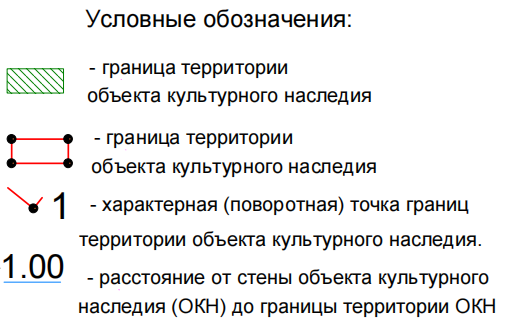 Условные обозначения:
- граница территории
объекта культурного наследия
- граница территории
объекта культурного наследия
1 - характерная (поворотная) точка границ
территории объекта культурного наследия.
1.00 - расстояние от стены объекта культурного
наследия (ОКН) до границы территории ОКН